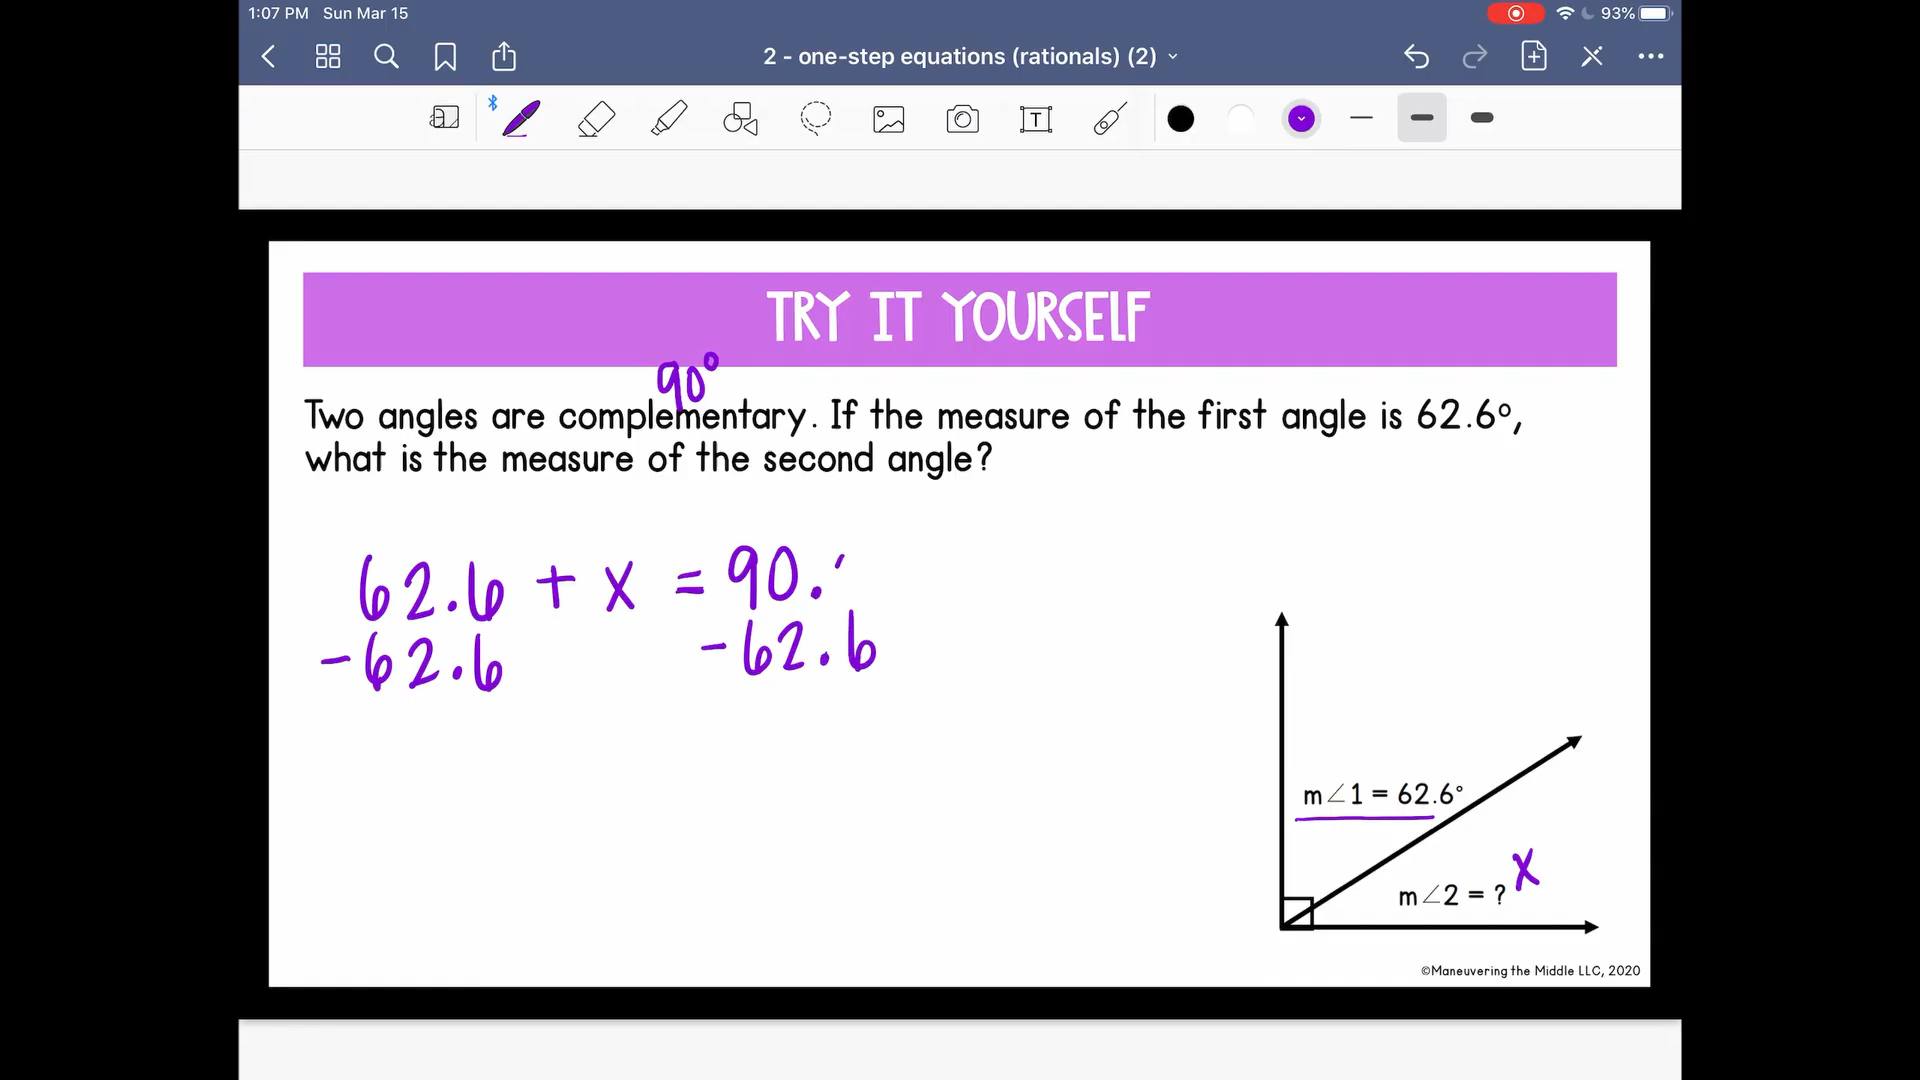 1:07 PM Sun Mar 15
93%
2 - one-step equations (rationals) (2)
T
TRY IT YOURSELF
90°
Two angles are complementary. If the measure of the first angle is 62.6°,
what is the measure of the second angle?
62.6 + x = 90.
-62.6 -62.6
m∠1 = 62.6°
x
m∠2 = ?
©Maneuvering the Middle LLC, 2020